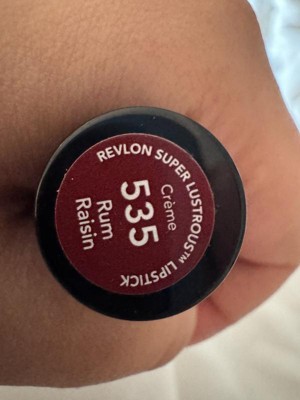 REVLON SUPER LUSTROUS™ LIPSTICK
Crème
535
Rum
Raisin